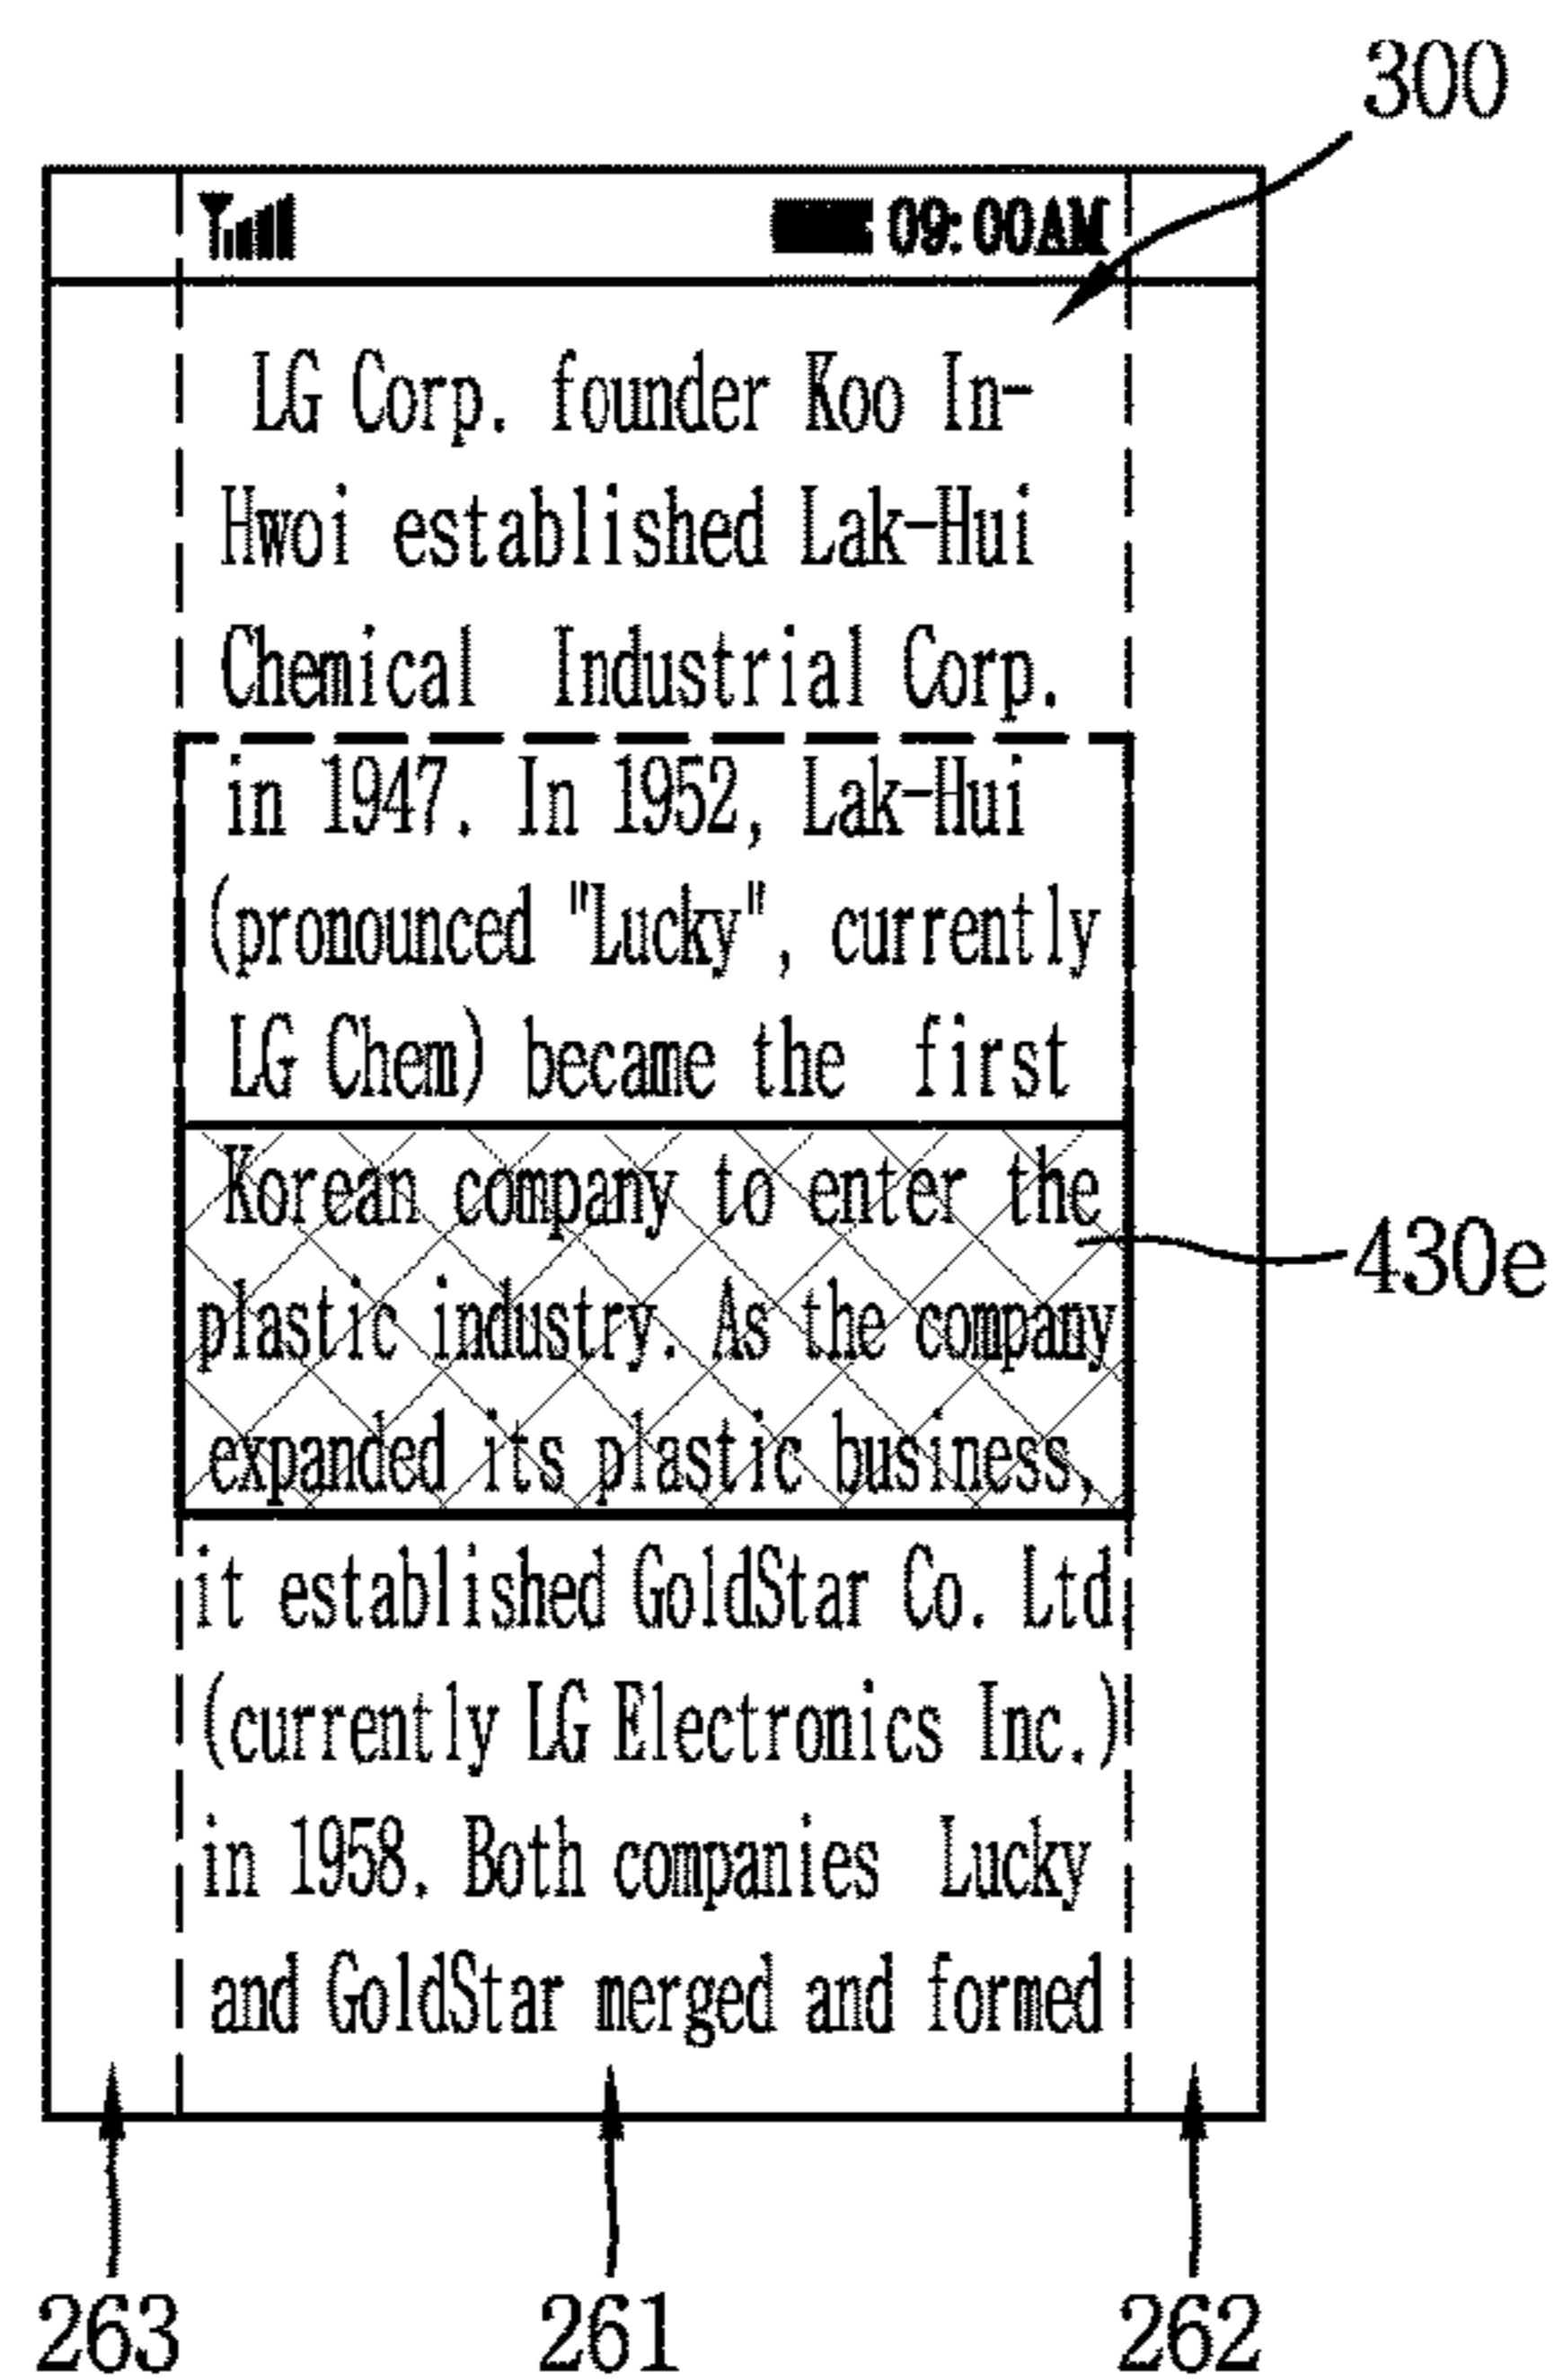 300
09:00AM
LG Corp. founder Koo In-
Hwoi established Lak-Hui
Chemical Industrial Corp.
in 1947. In 1952, Lak-Hui
(pronounced "Lucky", currently
LG Chem) became the first
Korean company to enter the
430e
plastic industry. As the company
expanded its plastic business,
it established GoldStar Co. Ltd
(currently LG Electronics Inc.)
in 1958. Both companies Lucky
and GoldStar merged and formed
263 261 262